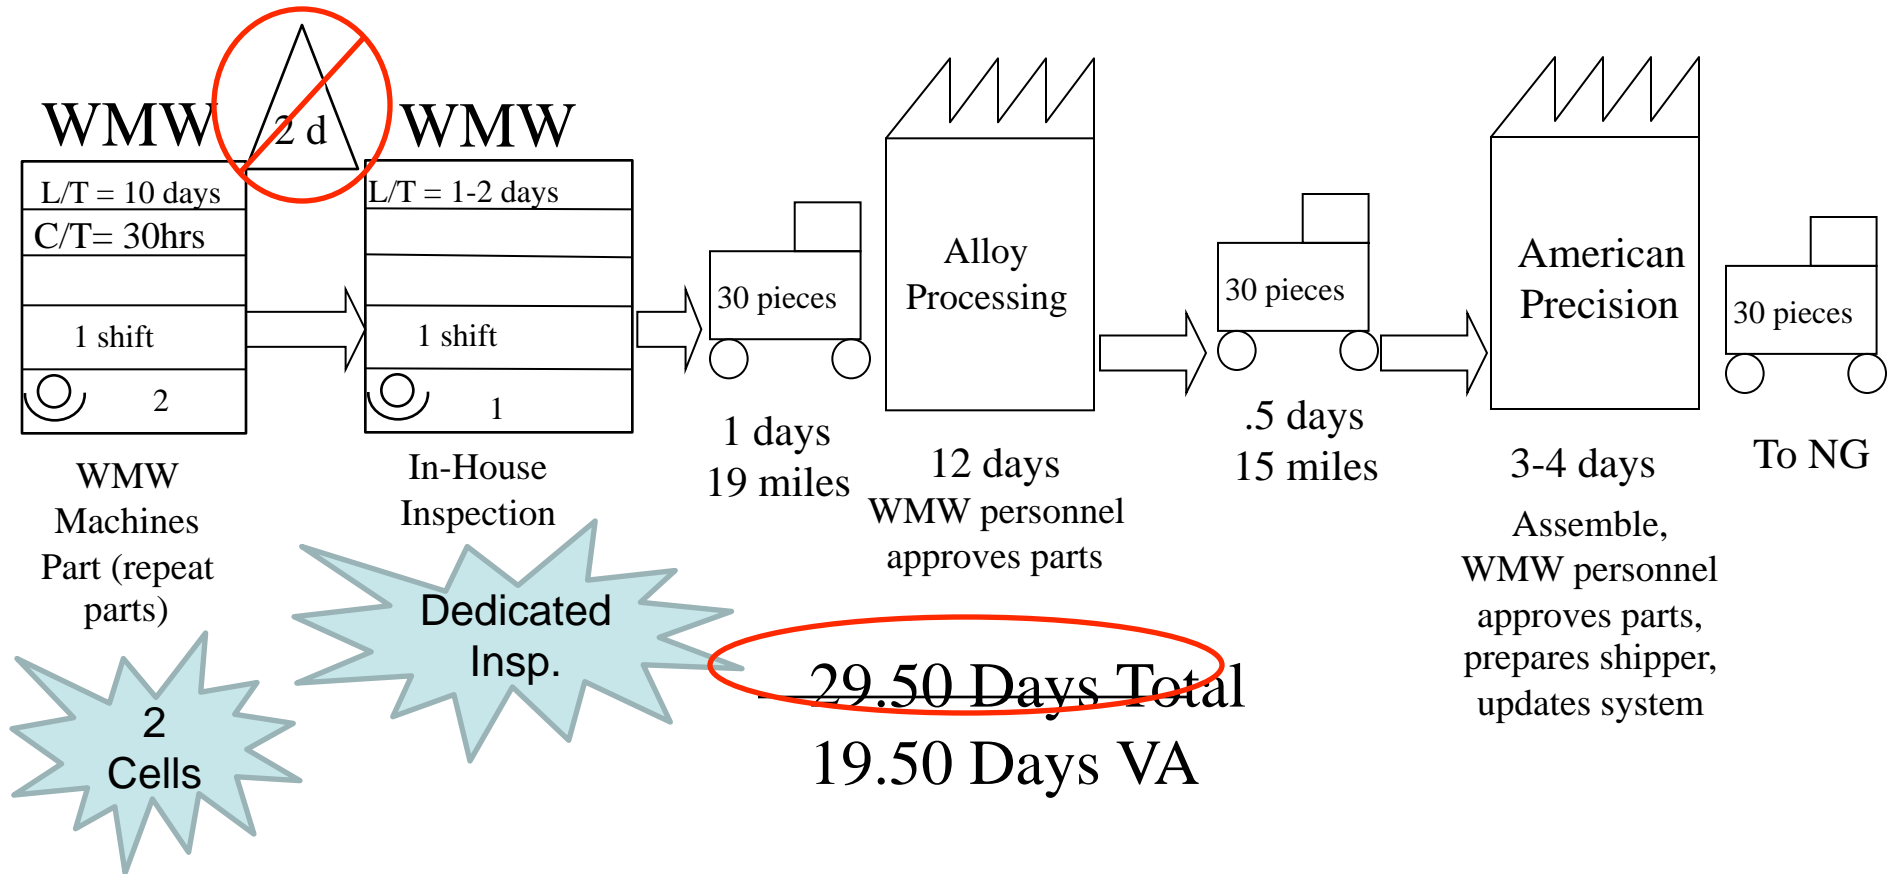 WMW
2 d
WMW
L/T = 10 days
C/T= 30hrs
1 shift
2
WMW
Machines
Part (repeat
parts)
2
Cells
L/T = 1-2 days
1 shift
1
In-House
Inspection
Dedicated
Insp.
30 pieces
1 days
19 miles
Alloy
Processing
12 days
WMW personnel
approves parts
30 pieces
.5 days
15 miles
American
Precision
3-4 days
Assemble,
WMW personnel
approves parts,
prepares shipper,
updates system
30 pieces
To NG
29.50 Days Total
19.50 Days VA